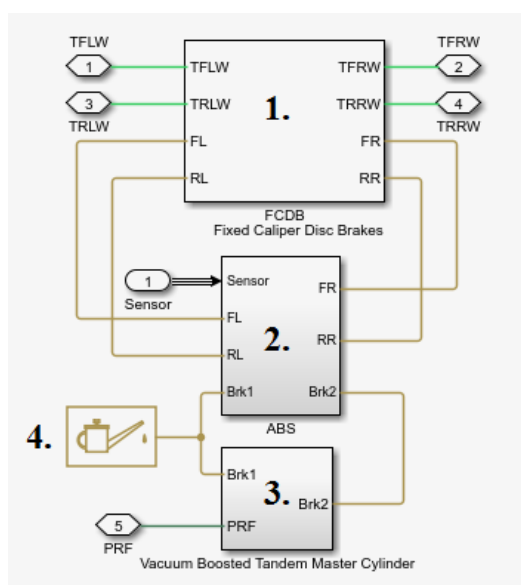 TFLW
TFRW
1
TFLW
TFRW
2
3
TRLW
1.
TRRW
4
TRLW
TRRW
FL
FR
RL
RR
FCDB
Fixed Caliper Disc Brakes
1
Sensor
FR
Sensor
FL
2.
RR
RL
Brk1
Brk2
4.
ABS
Brk1
3.
Brk2
5
PRF
PRF
Vacuum Boosted Tandem Master Cylinder